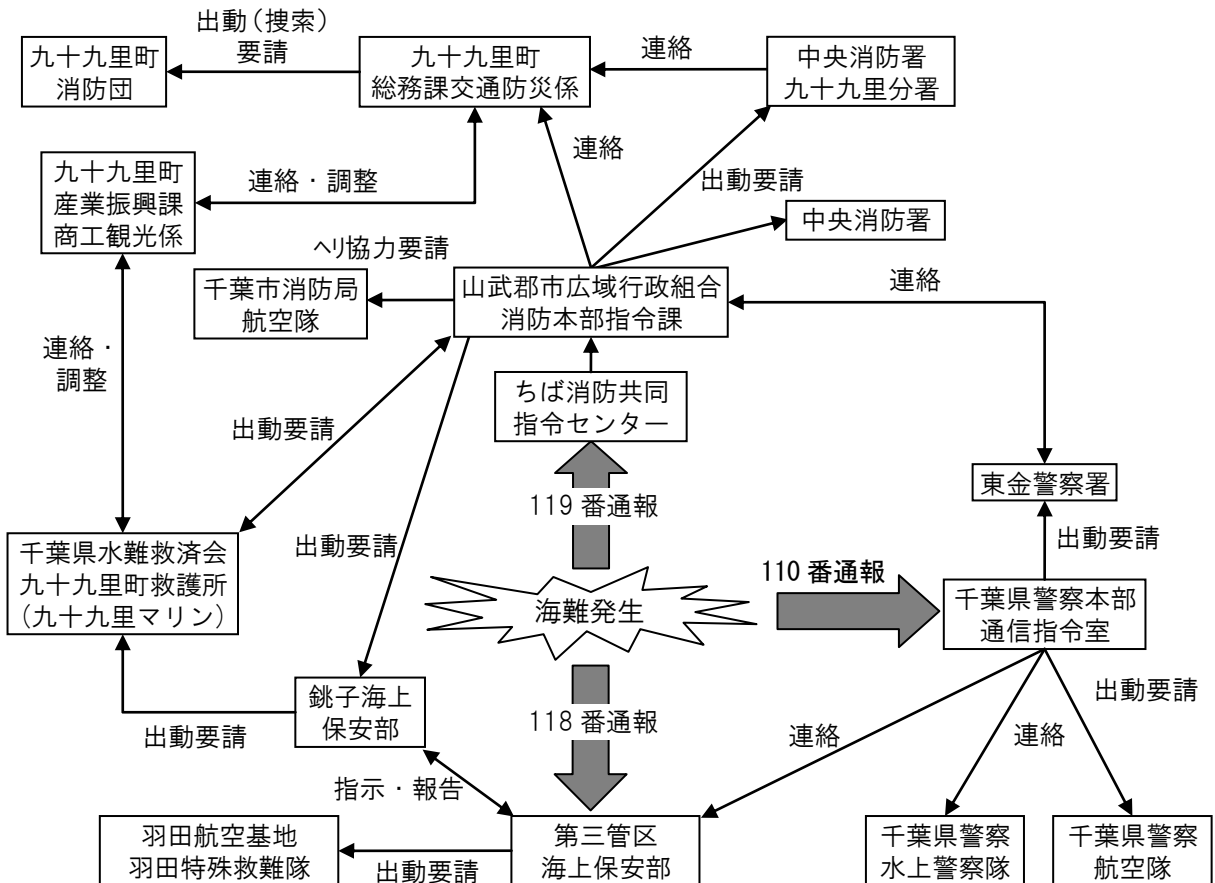 出動(捜索)
要請
九十九里町
消防団
九十九里町
総務課交通防災係
連絡
中央消防署
九十九里分署
連絡
出動要請
九十九里町
産業振興課
商工観光係
連絡・調整
中央消防署
ヘリ協力要請
千葉市消防局
航空隊
山武郡市広域行政組合
消防本部指令課
連絡
連絡・
調整
ちば消防共同
指令センター
出動要請
119 番通報
東金警察署
出動要請
出動要請
千葉県水難救済会
九十九里町救護所
(九十九里マリン)
海難発生
110 番通報
千葉県警察本部
通信指令室
銚子海上
保安部
出動要請
118 番通報
出動要請
連絡
連絡
指示・報告
羽田航空基地
羽田特殊救難隊
出動要請
第三管区
海上保安部
千葉県警察
水上警察隊
千葉県警察
航空隊